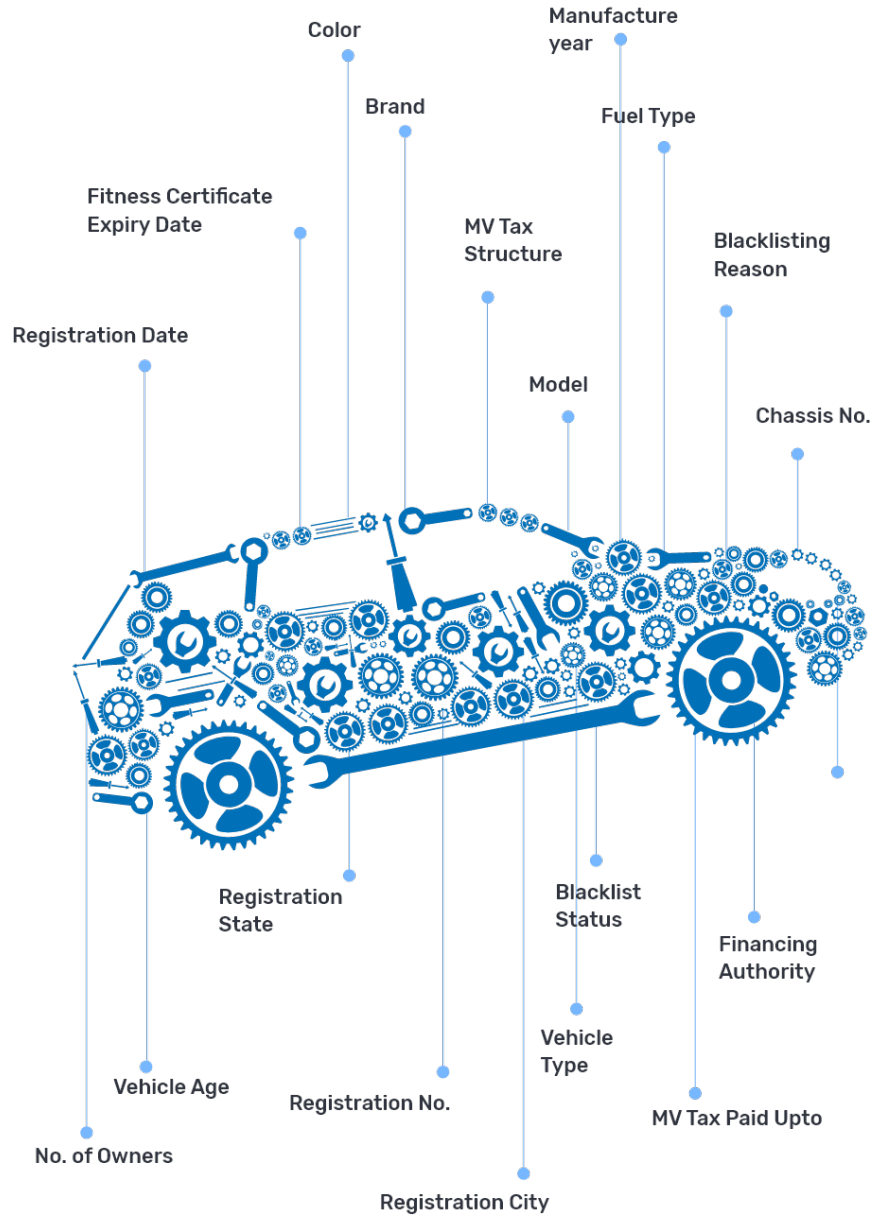 Manufacture
year
Color
Brand
Fuel Type
Fitness Certificate
Expiry Date
MV Tax
Structure
Blacklisting
Reason
Registration Date
Model
Chassis No.
Registration
State
Blacklist
Status
Financing
Authority
Vehicle
Type
Vehicle Age
Registration No.
MV Tax Paid Upto
No. of Owners
Registration City